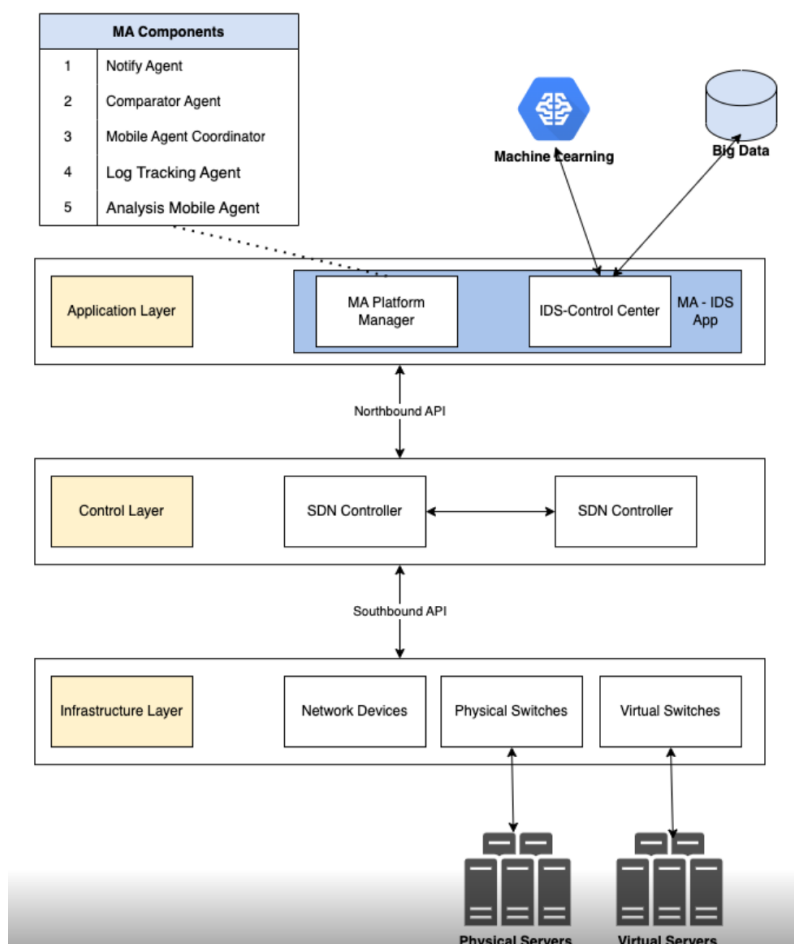 MA Components
1 Notify Agent
2 Comparator Agent
3 Mobile Agent Coordinator
4 Log Tracking Agent
5 Analysis Mobile Agent
Machine Learning
Big Data
Application Layer
MA Platform
Manager
IDS-Control Center
MA - IDS
App
Northbound API
Control Layer
SDN Controller
SDN Controller
Southbound API
Infrastructure Layer
Network Devices
Physical Switches
Virtual Switches
Physical Servers
Virtual Servers